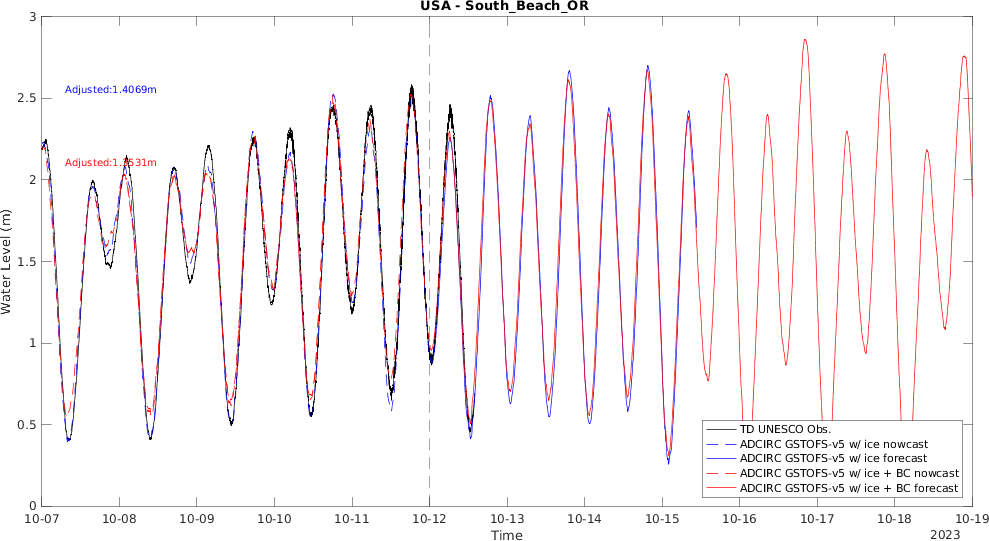 USA - South_Beach_OR
3
2.5
2
1.5
1
0.5
0
Water Level (m)
Adjusted:1.4069m
TD UNESCO Obs.
ADCIRC GSTOFS-v5 w/ ice nowcast
ADCIRC GSTOFS-v5 w/ ice forecast
ADCIRC GSTOFS-v5 w/ ice + BC nowcast
ADCIRC GSTOFS-v5 w/ ice + BC forecast
10-07 10-08 10-09 10-10 10-11 10-12 10-13 10-14 10-15 10-16 10-17 10-18 10-19
Time
2023